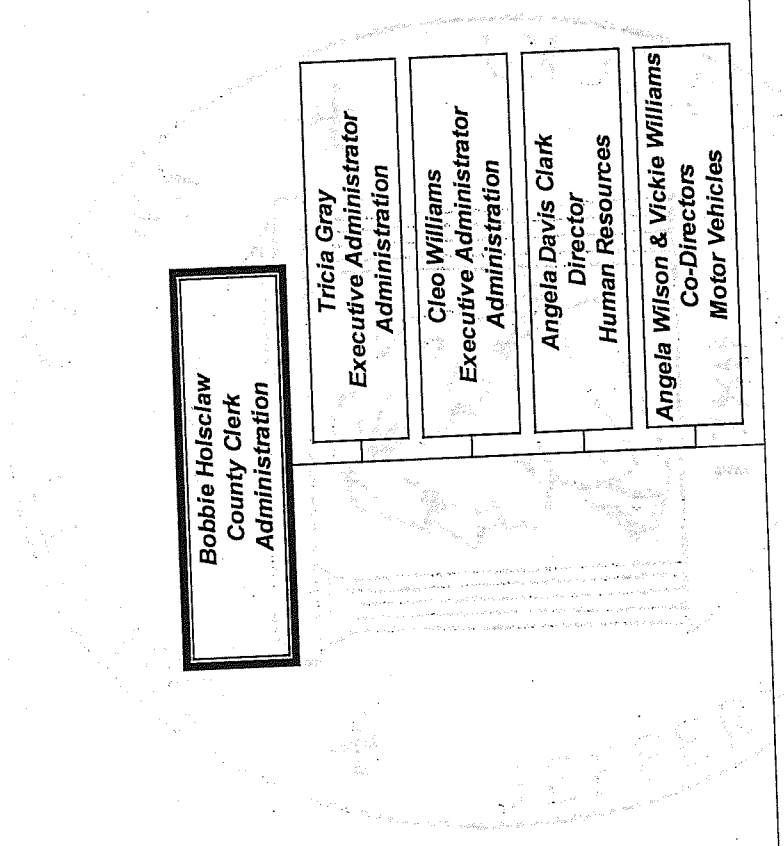 Bobbie Holsclaw
County Clerk
Administration
Tricia Gray
Executive Administrator
Administration
Cleo Williams
Executive Administrator
Administration
Angela Davis Clark
Director
Human Resources
Angela Wilson & Vickie Williams
Co-Directors
Motor Vehicles